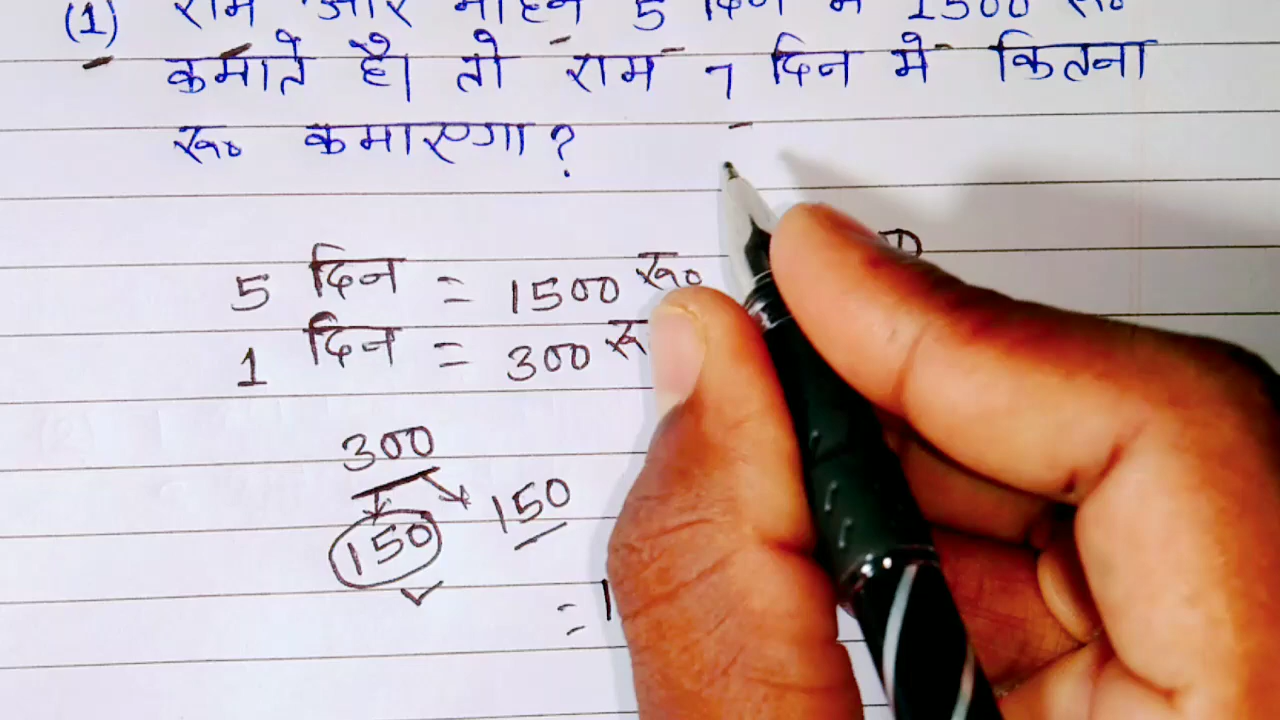 (1) राम और मोहन 5 दिन में 1500 रू०
कमाते है। तो राम 7 दिन मे कितना
रू० कमाएगा?
5 दिन = 1500 रू०
1 दिन = 300 रू
300
150 150
= 1